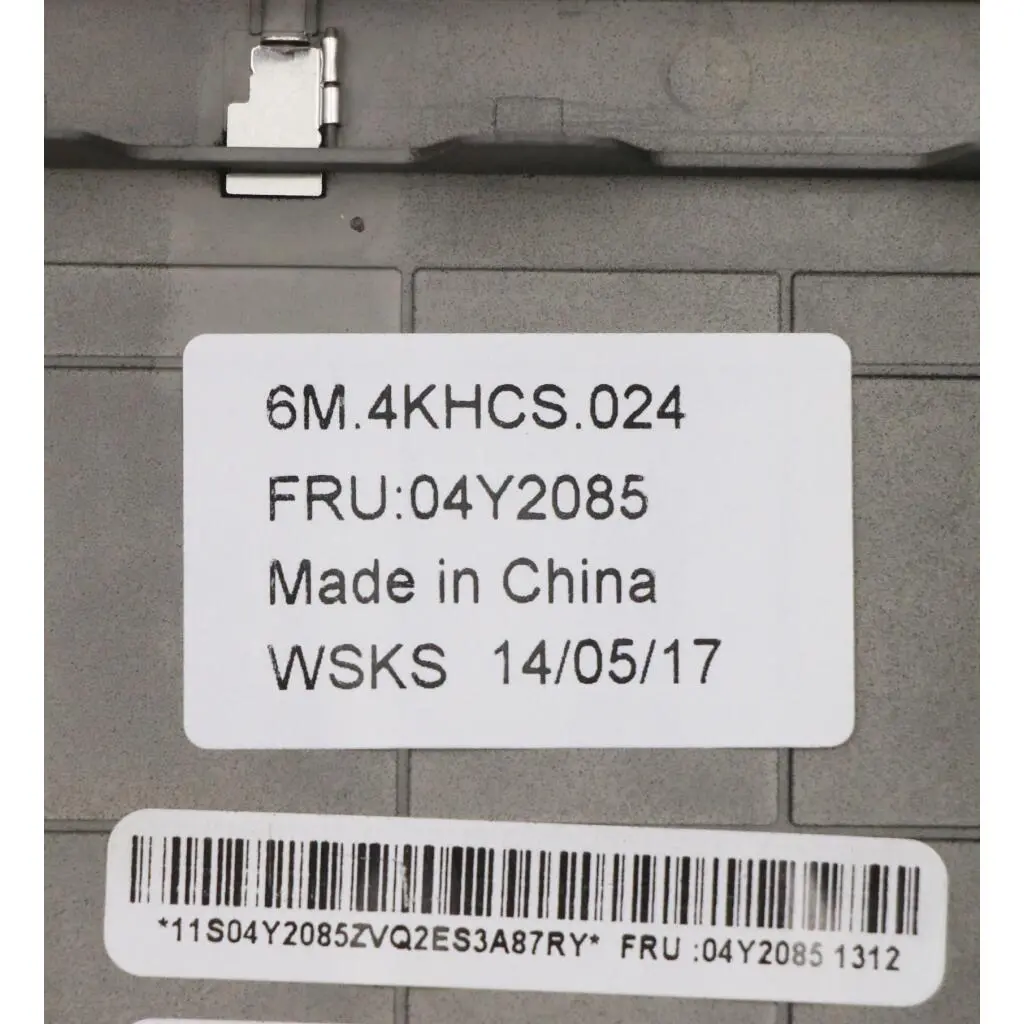 6M.4KHCS.024
FRU:04Y2085
Made in China
WSKS 14/05/17
*11S04Y2085ZVQ2ES3A87RY* FRU :04Y2085 1312